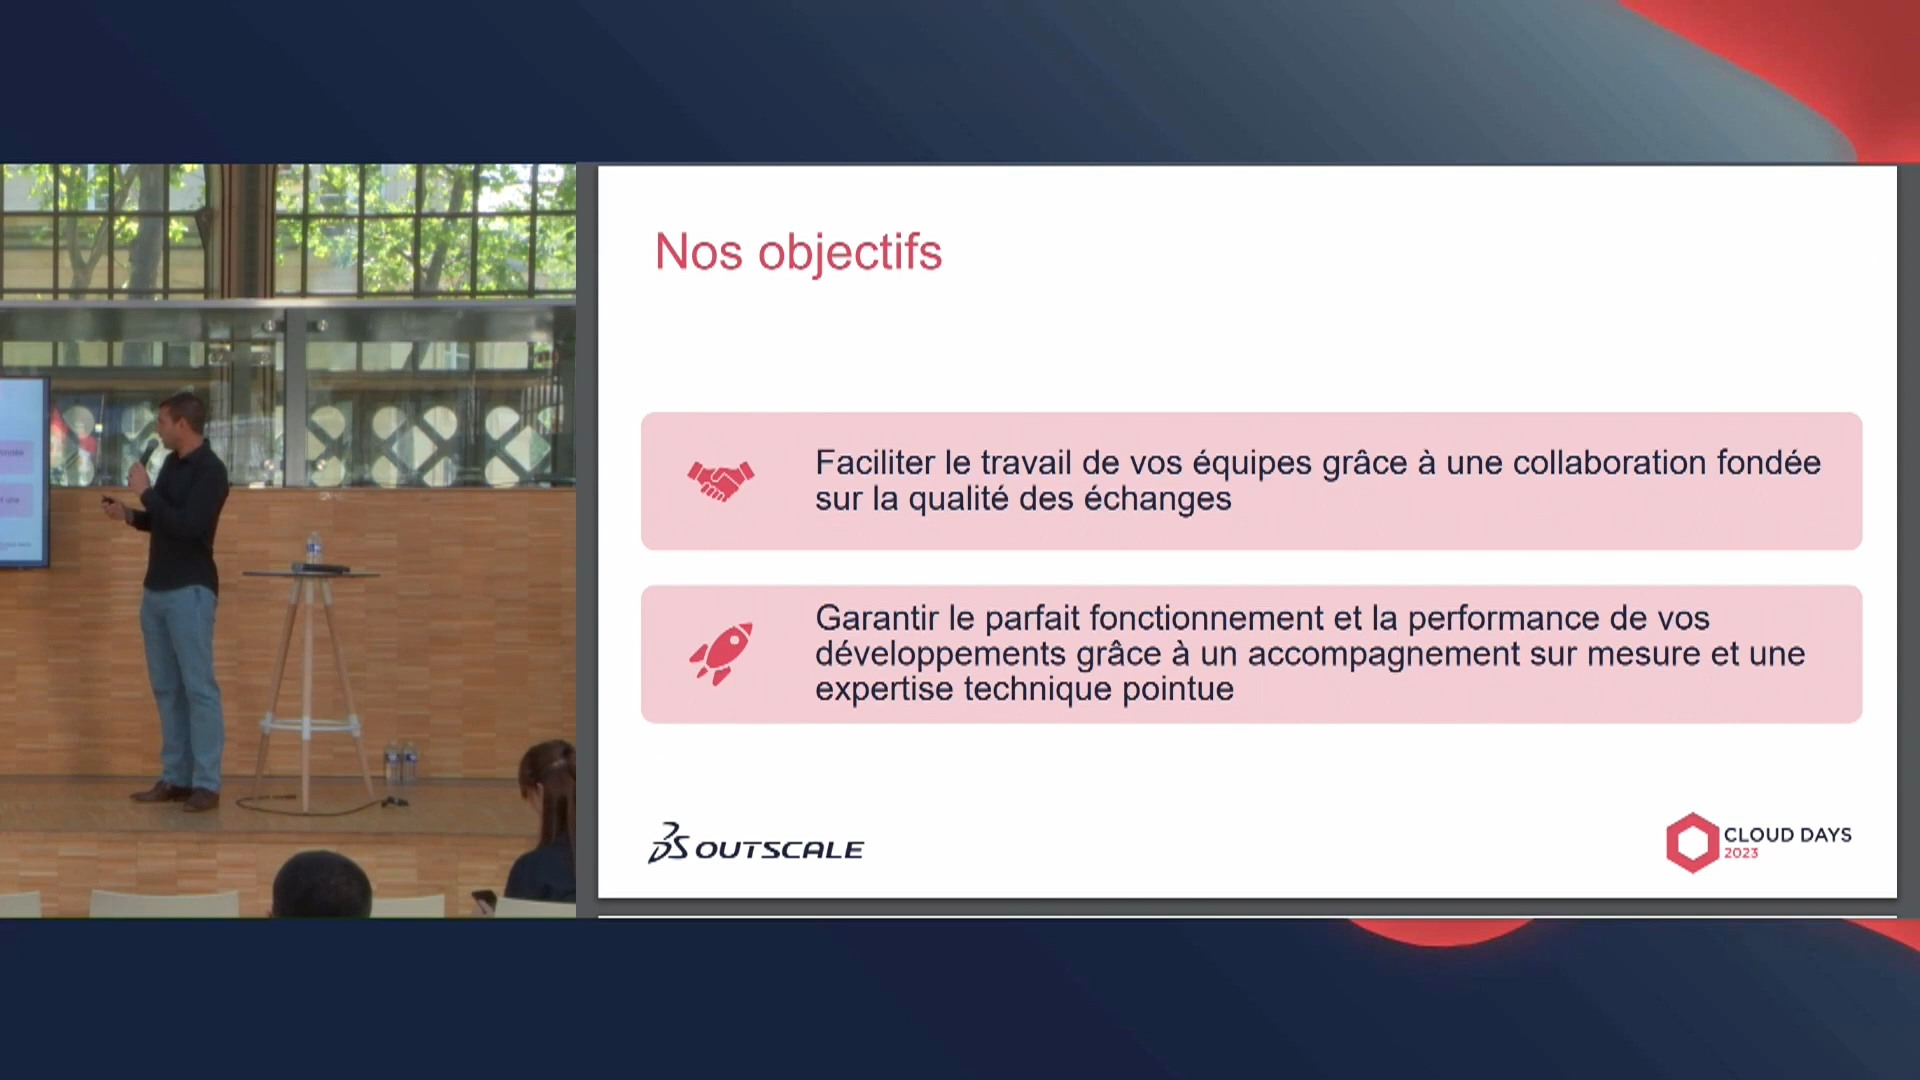 Nos objectifs
Faciliter le travail de vos équipes grâce à une collaboration fondée
sur la qualité des échanges
Garantir le parfait fonctionnement et la performance de vos
développements grâce à un accompagnement sur mesure et une
expertise technique pointue
OUTSCALE
CLOUD DAYS
2023